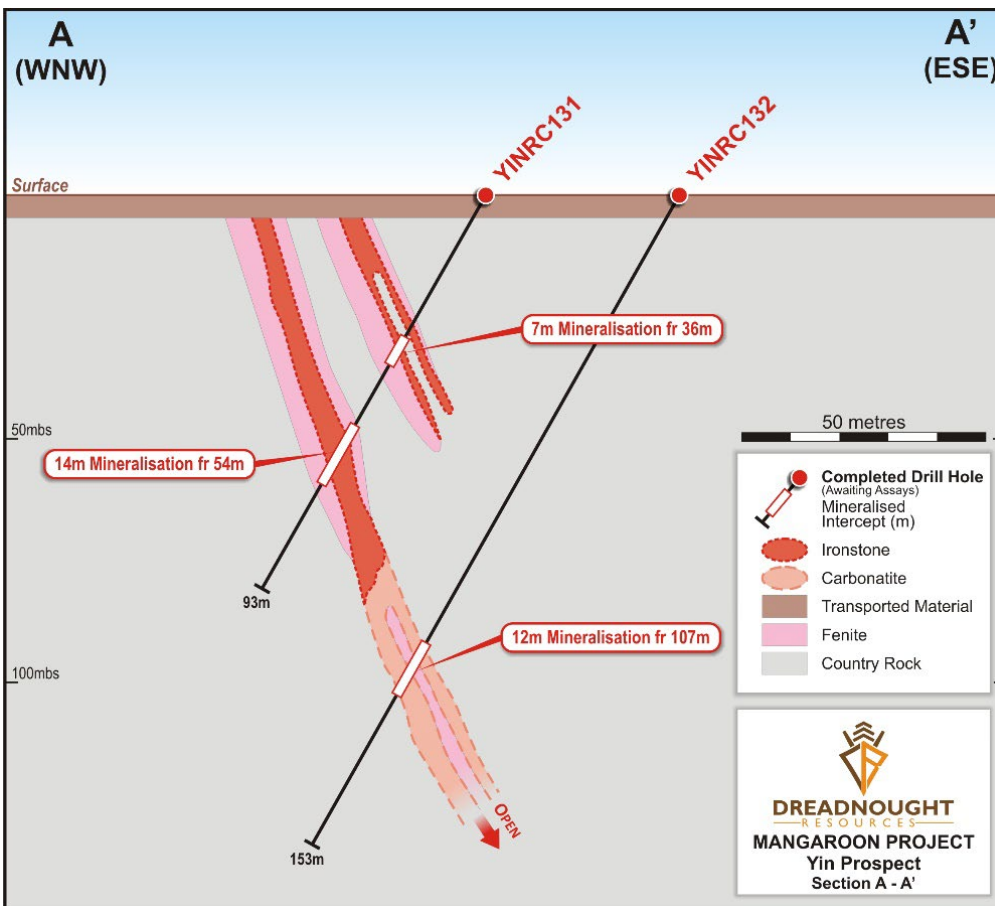 A
(WNW)
A'
(ESE)
YINRC131
YINRC132
Surface
7m Mineralisation fr 36m
50mbs
14m Mineralisation fr 54m
93m
12m Mineralisation fr 107m
100mbs
OPEN
153m
50 metres
Completed Drill Hole
(Awaiting Assays)
Mineralised
Intercept (m)
Ironstone
Carbonatite
Transported Material
Fenite
Country Rock
DREADNOUGHT
RESOURCES
MANGAROON PROJECT
Yin Prospect
Section A - A'